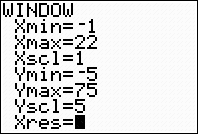 WINDOW
Xmin=-1
Xmax=22
Xscl=1
Ymin=-5
Ymax=75
Yscl=5
Xres=